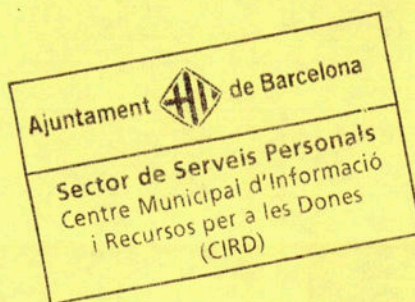 Ajuntament de Barcelona
Sector de Serveis Personals
Centre Municipal d'Informació
i Recursos per a les Dones
(CIRD)